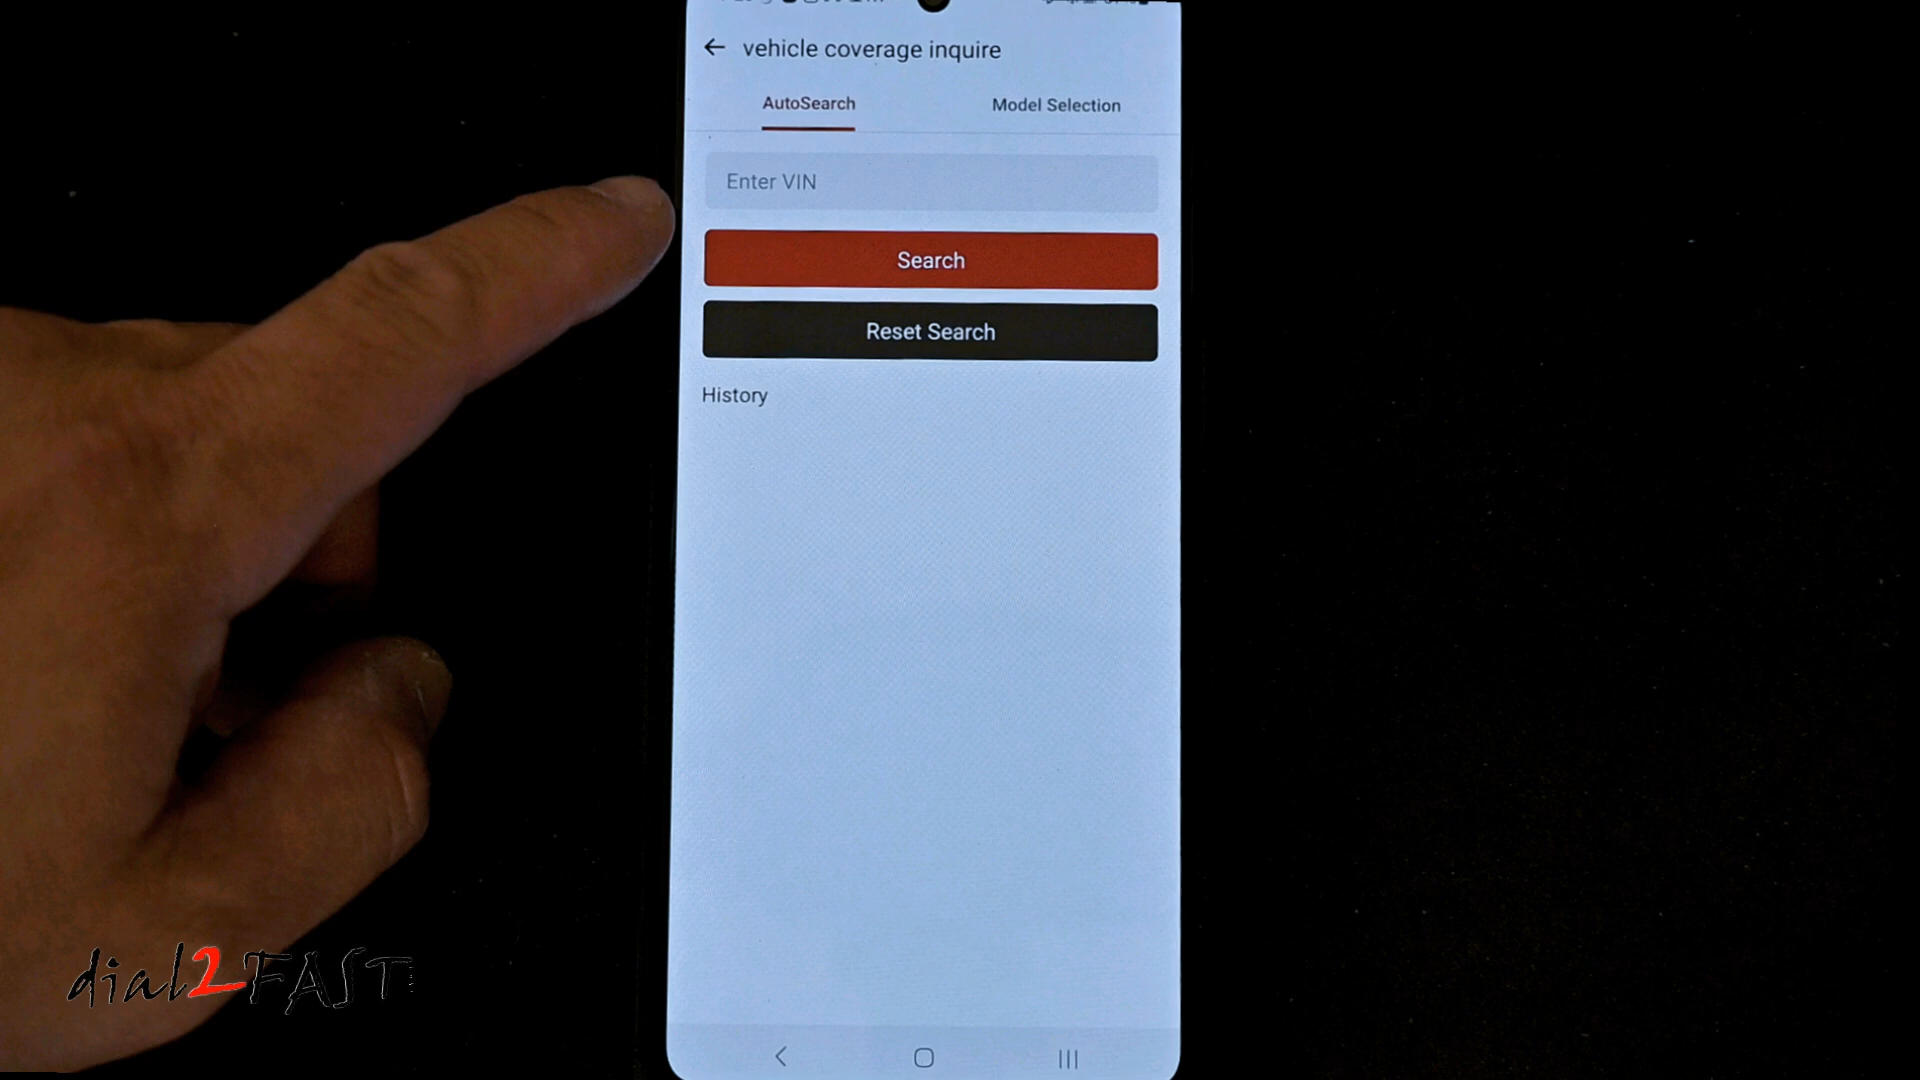 vehicle coverage inquire
AutoSearch
Model Selection
Enter VIN
Search
Reset Search
History
dial2FAST